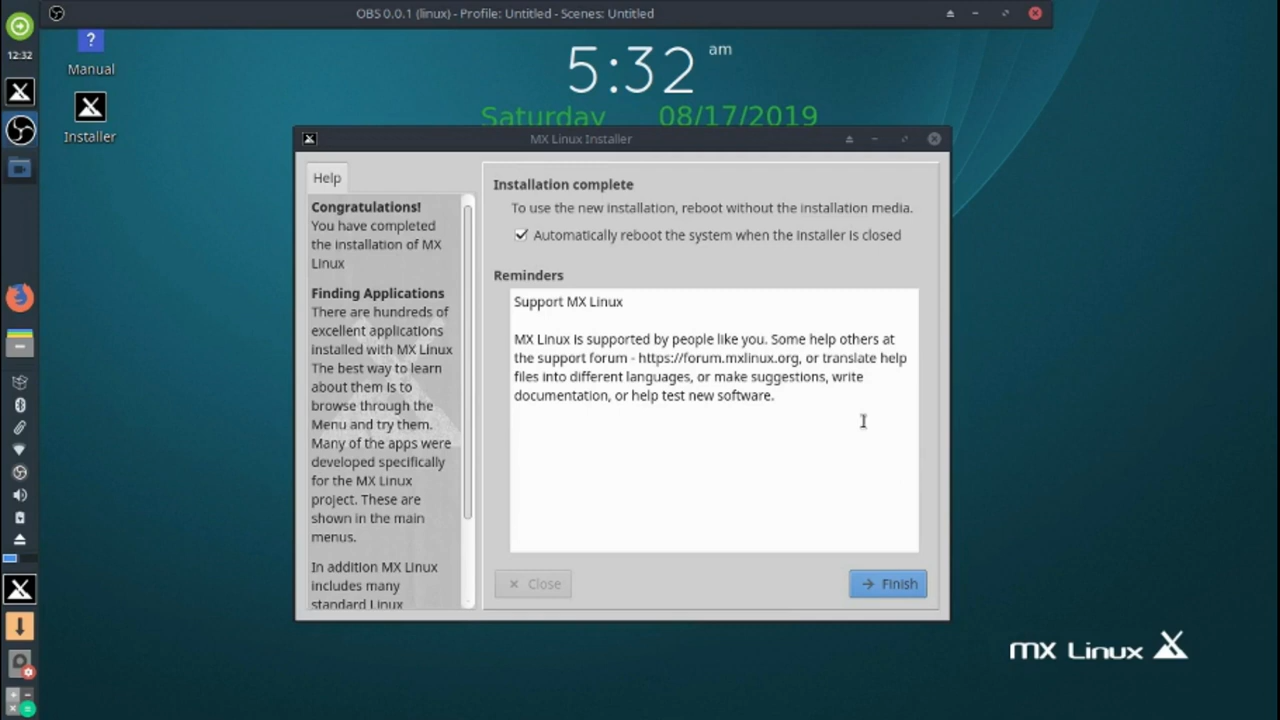 OBS 0.0.1 (linux) - Profile: Untitled - Scenes: Untitled
12:32
?
Manual
Installer
5:32 am
Saturday 08/17/2019
MX Linux Installer
Help
Congratulations!
You have completed
the installation of MX
Linux
Finding Applications
There are hundreds of
excellent applications
installed with MX Linux
The best way to learn
about them is to
browse through the
Menu and try them.
Many of the apps were
developed specifically
for the MX Linux
project. These are
shown in the main
menus.
In addition MX Linux
includes many
standard Linux
Installation complete
To use the new installation, reboot without the installation media.
Automatically reboot the system when the installer is closed
Reminders
Support MX Linux
MX Linux is supported by people like you. Some help others at
the support forum - https://forum.mxlinux.org, or translate help
files into different languages, or make suggestions, write
documentation, or help test new software.
Close
Finish
mx Linux